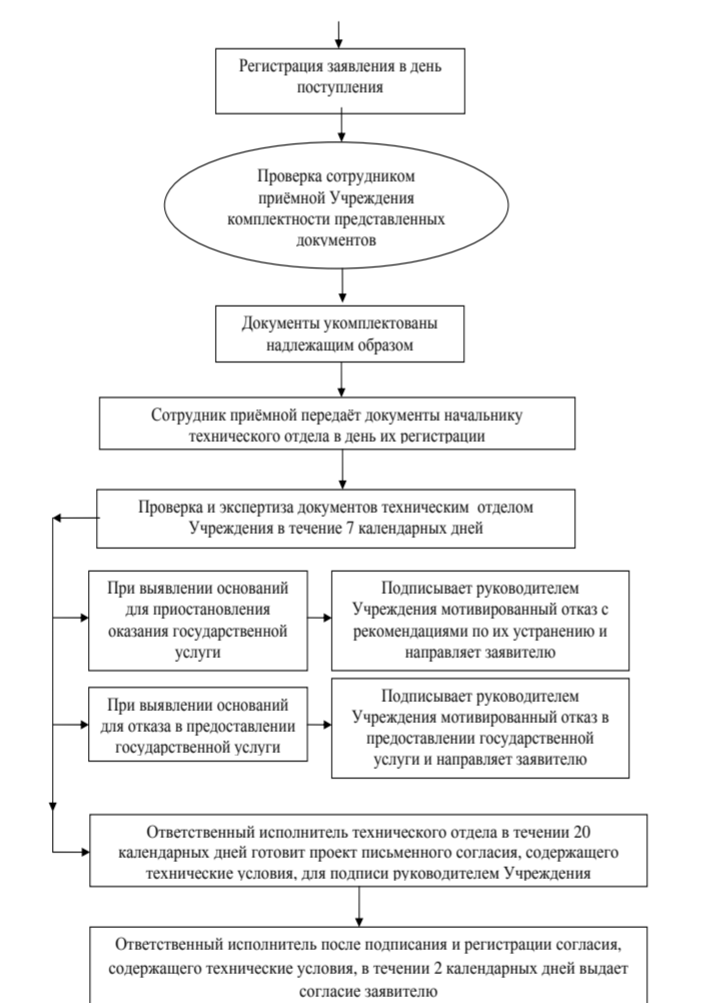 Регистрация заявления в день
поступления
Проверка сотрудником
приёмной Учреждения
комплектности представленных
документов
Документы укомплектованы
надлежащим образом
Сотрудник приёмной передаёт документы начальнику
технического отдела в день их регистрации
Проверка и экспертиза документов техническим отделом
Учреждения в течение 7 календарных дней
При выявлении оснований
для приостановления
оказания государственной
услуги
Подписывает руководителем
Учреждения мотивированный отказ с
рекомендациями по их устранению и
направляет заявителю
При выявлении оснований
для отказа в предоставлении
государственной услуги
Подписывает руководителем
Учреждения мотивированный отказ в
предоставлении государственной
услуги и направляет заявителю
Ответственный исполнитель технического отдела в течении 20
календарных дней готовит проект письменного согласия, содержащего
технические условия, для подписи руководителем Учреждения
Ответственный исполнитель после подписания и регистрации согласия,
содержащего технические условия, в течении 2 календарных дней выдает
согласие заявителю